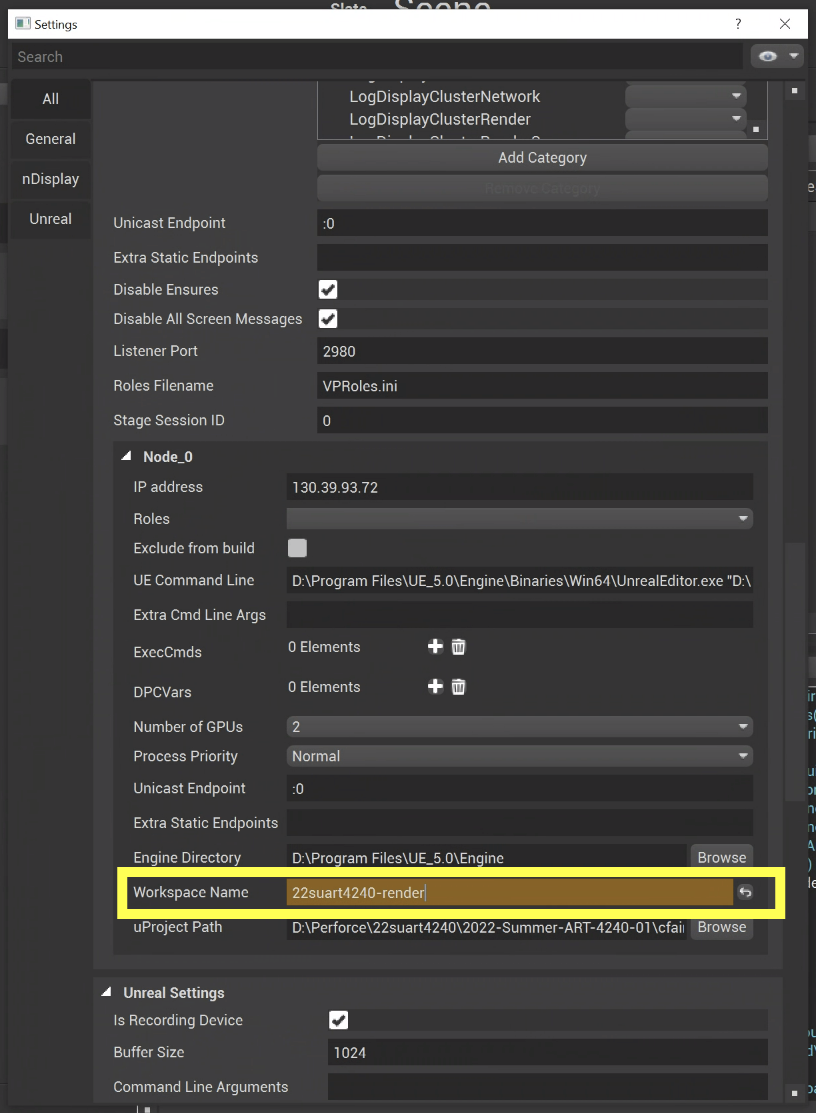 Slate Scene
Settings ?
Search
All
General
nDisplay
Unreal
LogDisplayClusterNetwork
LogDisplayClusterRender
Add Category
Remove Category
Unicast Endpoint :0
Extra Static Endpoints
Disable Ensures
Disable All Screen Messages
Listener Port 2980
Roles Filename VPRoles.ini
Stage Session ID 0
Node_0
IP address 130.39.93.72
Roles
Exclude from build
UE Command Line D:\Program Files\UE_5.0\Engine\Binaries\Win64\UnrealEditor.exe "D:\
Extra Cmd Line Args
ExecCmds 0 Elements
DPCVars 0 Elements
Number of GPUs 2
Process Priority Normal
Unicast Endpoint :0
Extra Static Endpoints
Engine Directory D:\Program Files\UE_5.0\Engine Browse
Workspace Name 22suart4240-render
uProject Path D:\Perforce\22suart4240\2022-Summer-ART-4240-01\cfair Browse
Unreal Settings
Is Recording Device
Buffer Size 1024
Command Line Arguments